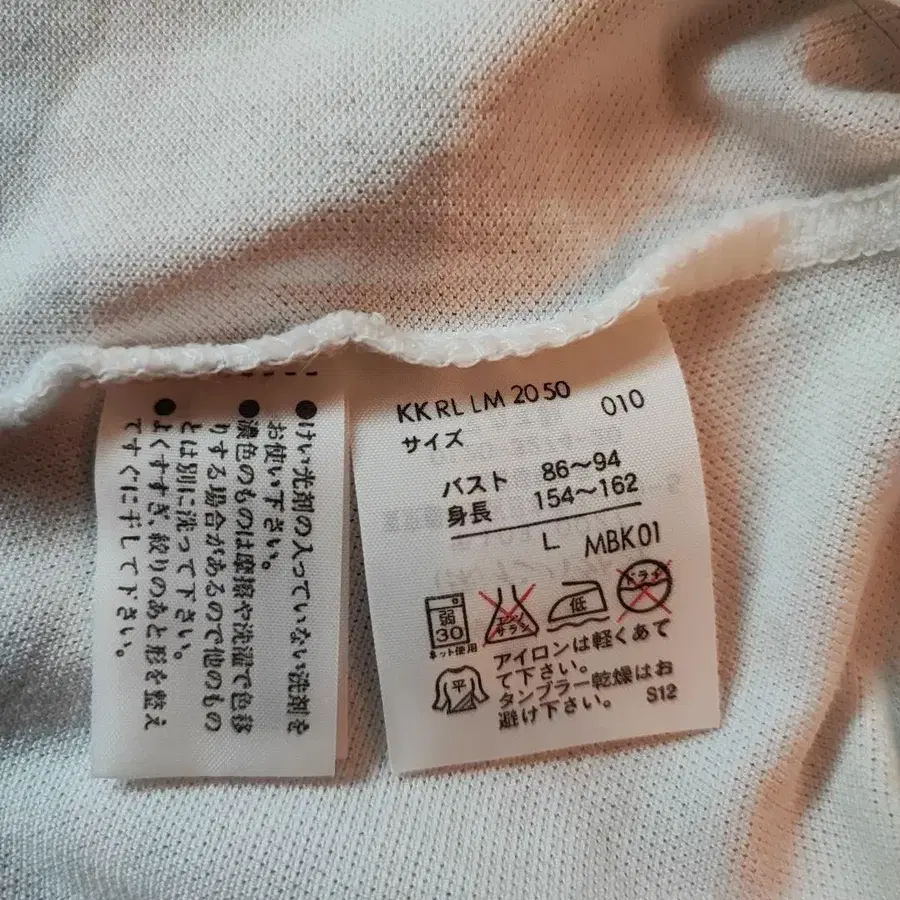 ●けい光剤の入っていない洗剤を
お使い下さい。
●濃色のものは摩擦や洗濯で色移
りする場合があるので他のもの
とは別に洗って下さい。
●よくすすぎ、絞りのあと形を整え
てすぐに干して下さい。
KKRL LM 2050 010
サイズ
バスト 86〜94
身長 154〜162
L MBK01
弱
30
ネット使用
エンソ
サラシ
低
ドライ
平
アイロンは軽くあて
て下さい。
タンブラー乾燥はお
避け下さい。 S12